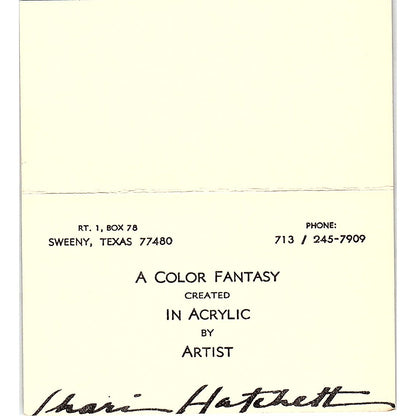 RT. 1, BOX 78
SWEENY, TEXAS 77480
PHONE:
713 / 245-7909
A COLOR FANTASY
CREATED
IN ACRYLIC
BY
ARTIST
Shari Hatchett